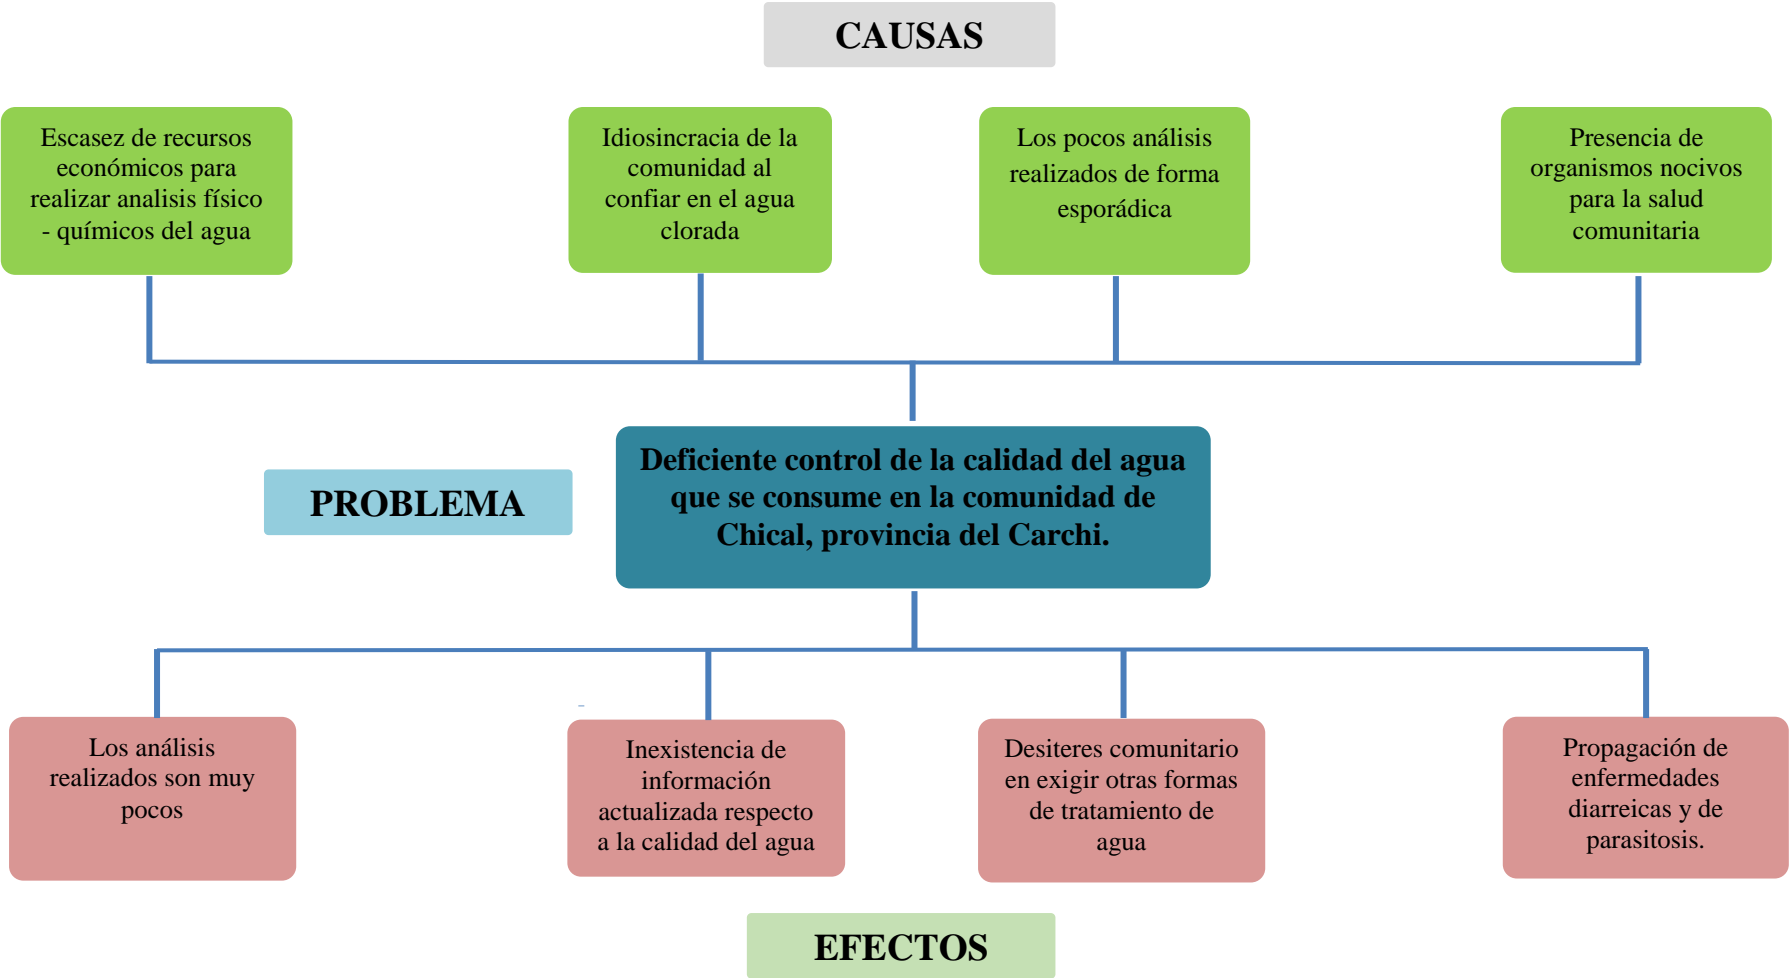 CAUSAS
Escasez de recursos
económicos para
realizar analisis físico
- químicos del agua
Idiosincracia de la
comunidad al
confiar en el agua
clorada
Los pocos análisis
realizados de forma
esporádica
Presencia de
organismos nocivos
para la salud
comunitaria
PROBLEMA
Deficiente control de la calidad del agua
que se consume en la comunidad de
Chical, provincia del Carchi.
Los análisis
realizados son muy
pocos
Inexistencia de
información
actualizada respecto
a la calidad del agua
Desiteres comunitario
en exigir otras formas
de tratamiento de
agua
Propagación de
enfermedades
diarreicas y de
parasitosis.
EFECTOS